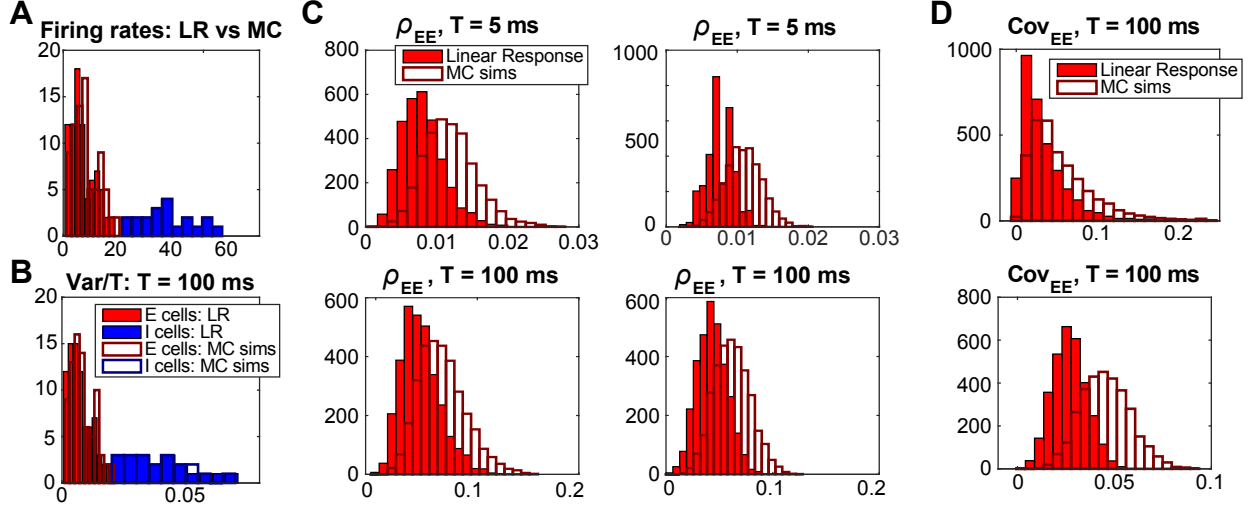 A
Firing rates: LR vs MC
20
15
10
5
0
0 20 40 60
B
Var/T: T = 100 ms
20
15
10
5
0
0 0.05
E cells: LR
I cells: LR
E cells: MC sims
I cells: MC sims
C
ρEE, T = 5 ms
800
600
400
200
0
0 0.01 0.02 0.03
Linear Response
MC sims
ρEE, T = 5 ms
1000
500
0
0 0.01 0.02 0.03
ρEE, T = 100 ms
600
400
200
0
0 0.1 0.2
ρEE, T = 100 ms
600
400
200
0
0 0.1 0.2
D
CovEE, T = 100 ms
1000
500
0
0 0.1 0.2
Linear Response
MC sims
CovEE, T = 100 ms
800
600
400
200
0
0 0.05 0.1